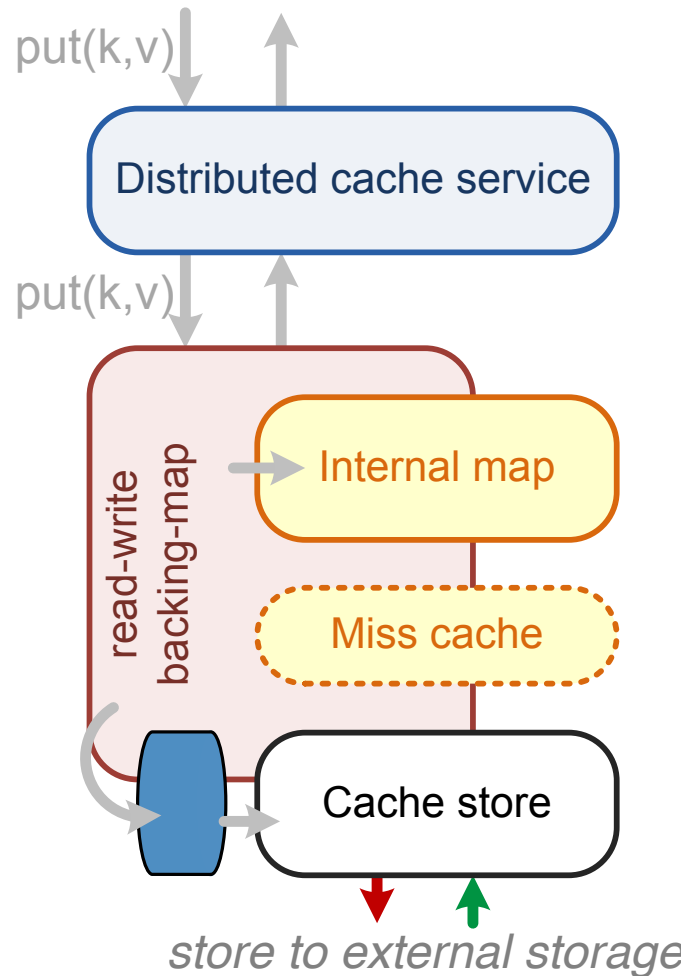 put(k,v)
Distributed cache service
put(k,v)
read-write
backing-map
Internal map
Miss cache
Cache store
store to external storage